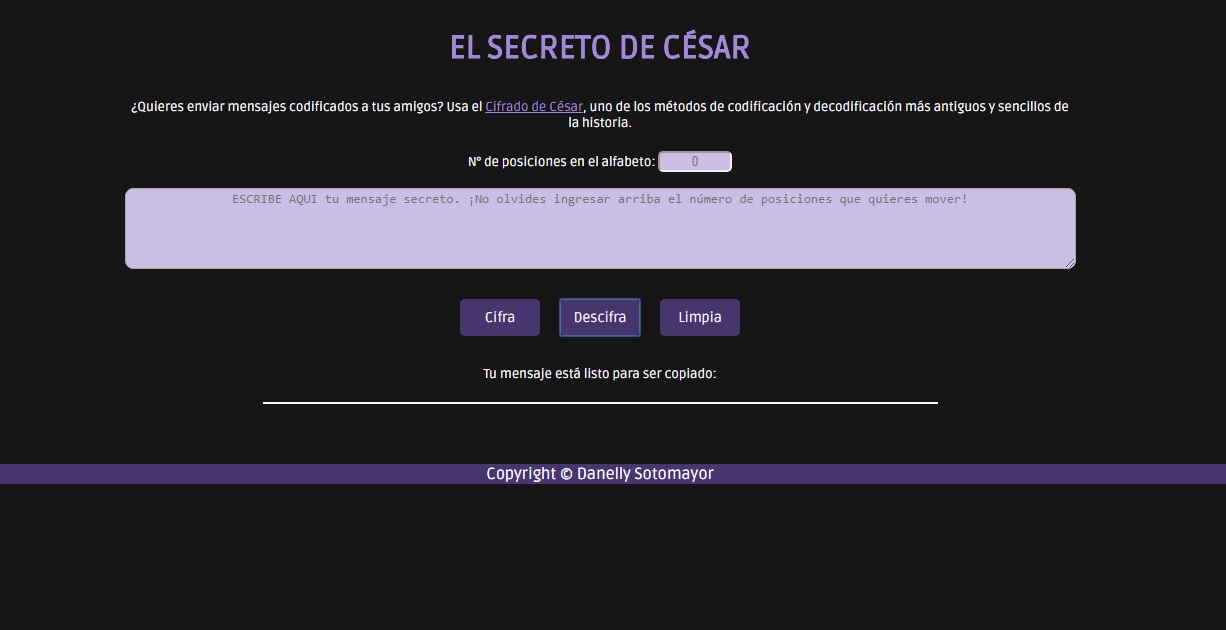 EL SECRETO DE CÉSAR
¿Quieres enviar mensajes codificados a tus amigos? Usa el Cifrado de César, uno de los métodos de codificación y decodificación más antiguos y sencillos de
la historia.
N° de posiciones en el alfabeto: 0
ESCRIBE AQUI tu mensaje secreto. ¡No olvides ingresar arriba el número de posiciones que quieres mover!
Cifra Descifra Limpia
Tu mensaje está listo para ser copiado:
Copyright © Danelly Sotomayor